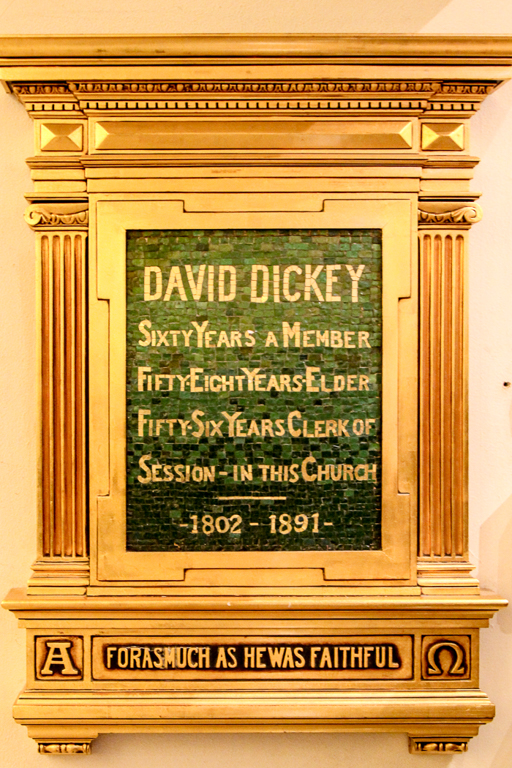 DAVID DICKEY
SIXTY YEARS A MEMBER
FIFTY-EIGHT YEARS-ELDER
FIFTY-SIX YEARS CLERK OF
SESSION - IN THIS CHURCH
-1802 - 1891-
A FORASMUCH AS HE WAS FAITHFUL Ω